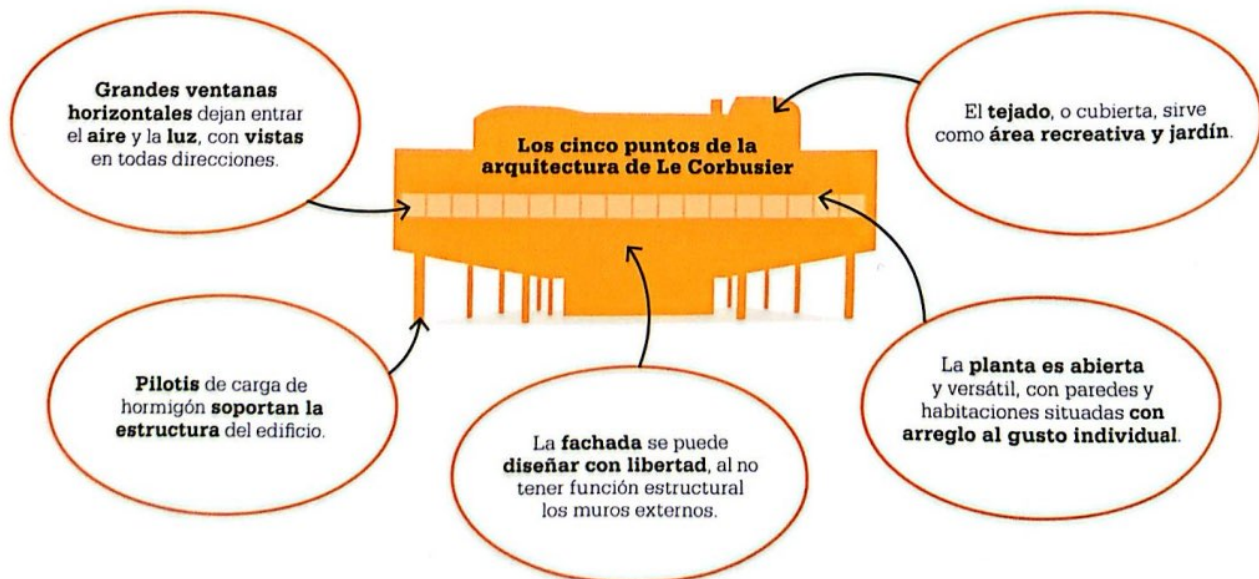 Los cinco puntos de la
arquitectura de Le Corbusier
Grandes ventanas
horizontales dejan entrar
el aire y la luz, con vistas
en todas direcciones.
El tejado, o cubierta, sirve
como área recreativa y jardín.
Pilotis de carga de
hormigón soportan la
estructura del edificio.
La fachada se puede
diseñar con libertad, al no
tener función estructural
los muros externos.
La planta es abierta
y versátil, con paredes y
habitaciones situadas con
arreglo al gusto individual.